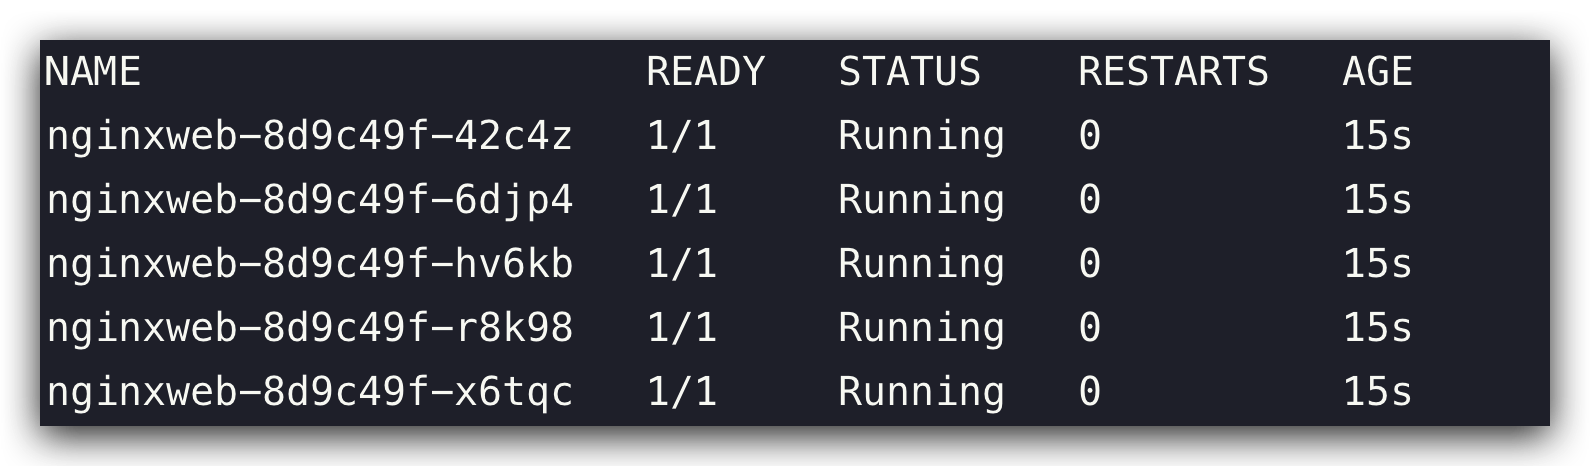 NAME                     READY   STATUS    RESTARTS   AGE
nginxweb-8d9c49f-42c4z   1/1     Running   0          15s
nginxweb-8d9c49f-6djp4   1/1     Running   0          15s
nginxweb-8d9c49f-hv6kb   1/1     Running   0          15s
nginxweb-8d9c49f-r8k98   1/1     Running   0          15s
nginxweb-8d9c49f-x6tqc   1/1     Running   0          15s